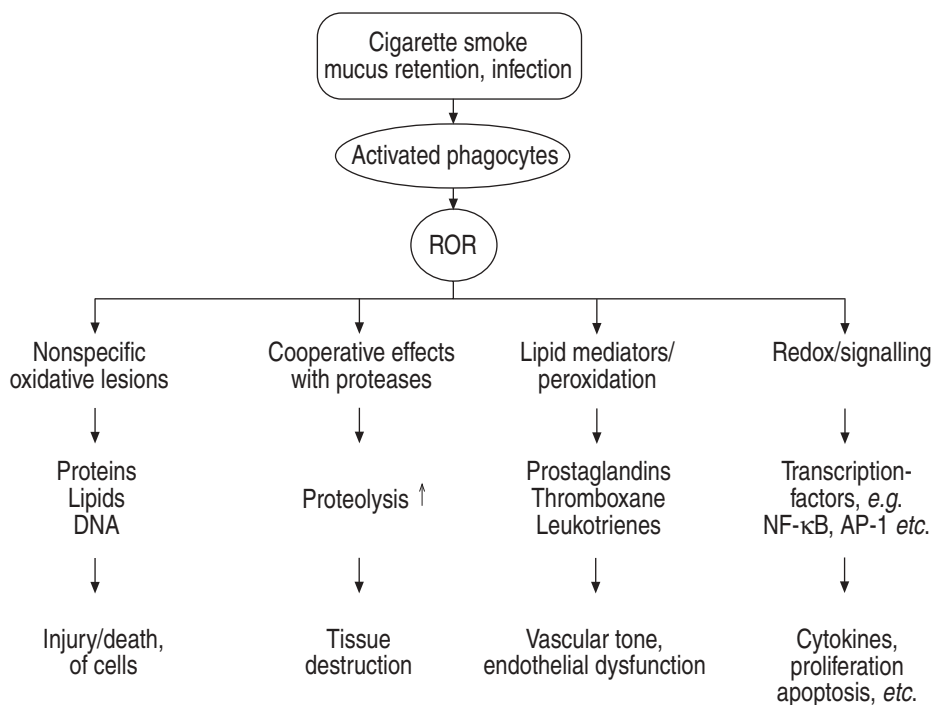 Cigarette smoke
mucus retention, infection
Activated phagocytes
ROR
Nonspecific
oxidative lesions
Cooperative effects
with proteases
Lipid mediators/
peroxidation
Redox/signalling
Proteins
Lipids
DNA
Proteolysis ↑
Prostaglandins
Thromboxane
Leukotrienes
Transcription-
factors, e.g.
NF-κB, AP-1 etc.
Injury/death,
of cells
Tissue
destruction
Vascular tone,
endothelial dysfunction
Cytokines,
proliferation
apoptosis, etc.